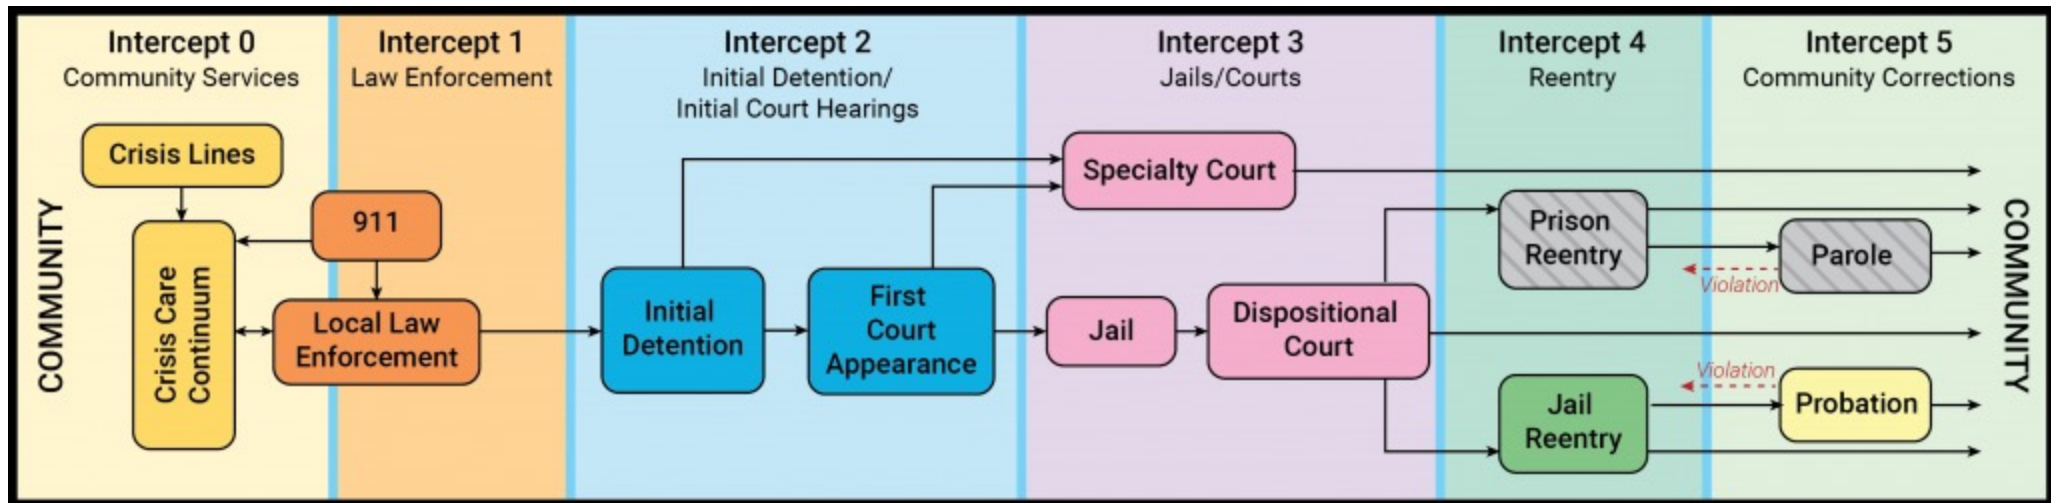 Intercept 0
Community Services
Intercept 1
Law Enforcement
Intercept 2
Initial Detention/
Initial Court Hearings
Intercept 3
Jails/Courts
Intercept 4
Reentry
Intercept 5
Community Corrections
COMMUNITY
Crisis Lines
Crisis Care
Continuum
911
Local Law
Enforcement
Initial
Detention
First
Court
Appearance
Specialty Court
Jail
Dispositional
Court
Prison
Reentry
Parole
Violation
Jail
Reentry
Violation
Probation
COMMUNITY